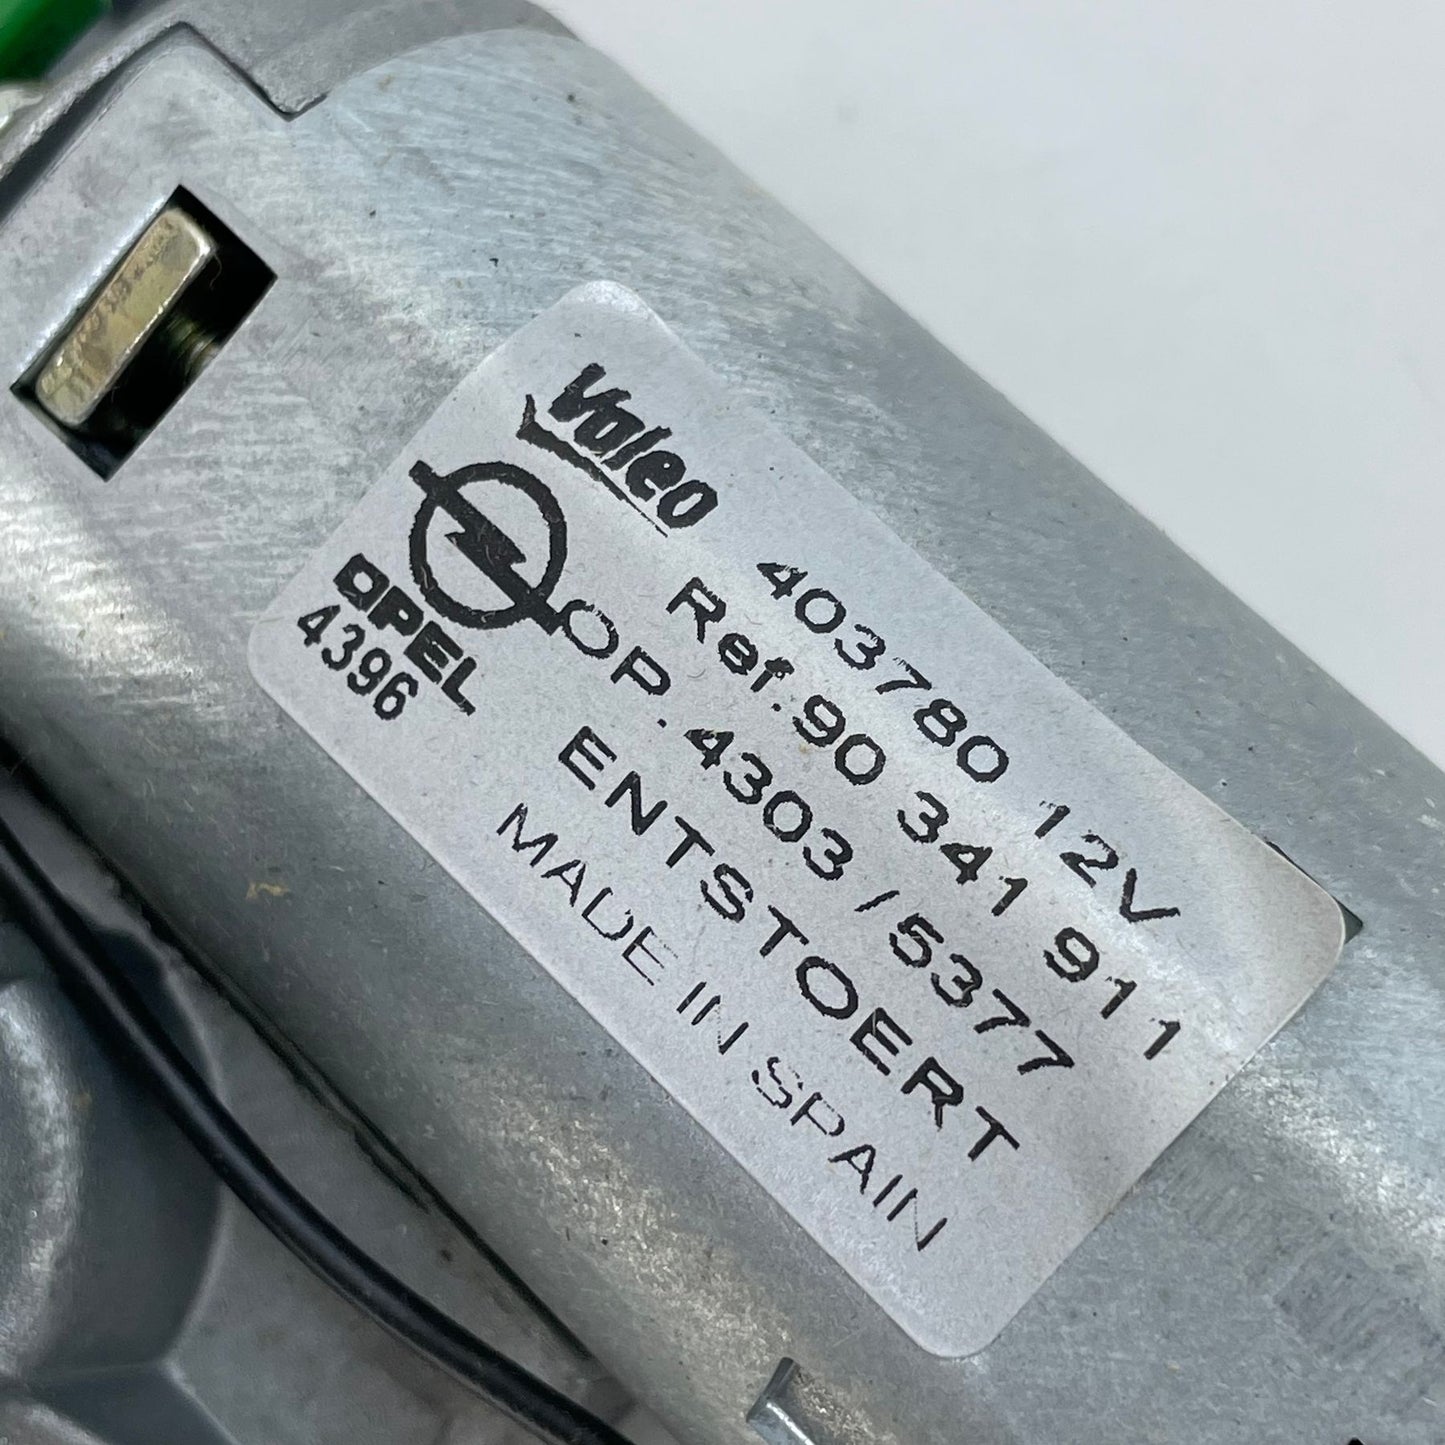 Valeo 403780 12V
Ref.90 341 911
OP.4303/5377
OPEL
4396
ENTSTOERT
MADE IN SPAIN